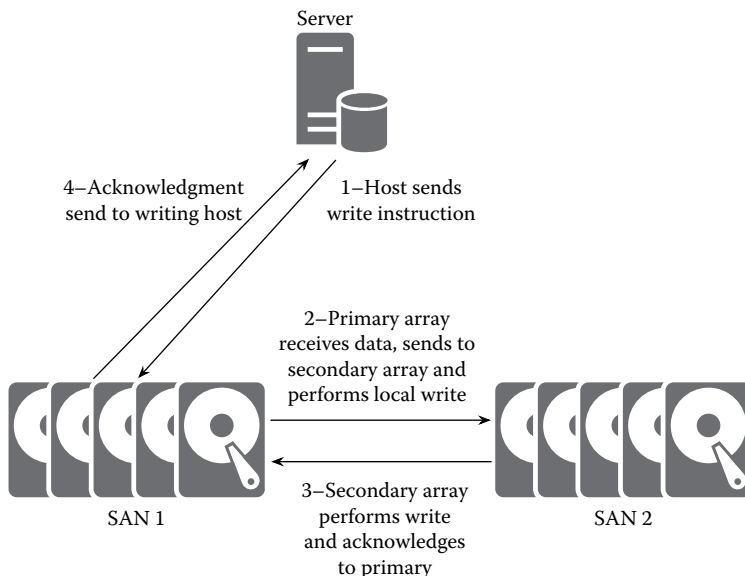 Server
4–Acknowledgment
send to writing host
1–Host sends
write instruction
2–Primary array
receives data, sends to
secondary array and
performs local write
SAN 1
3–Secondary array
performs write
and acknowledges
to primary
SAN 2